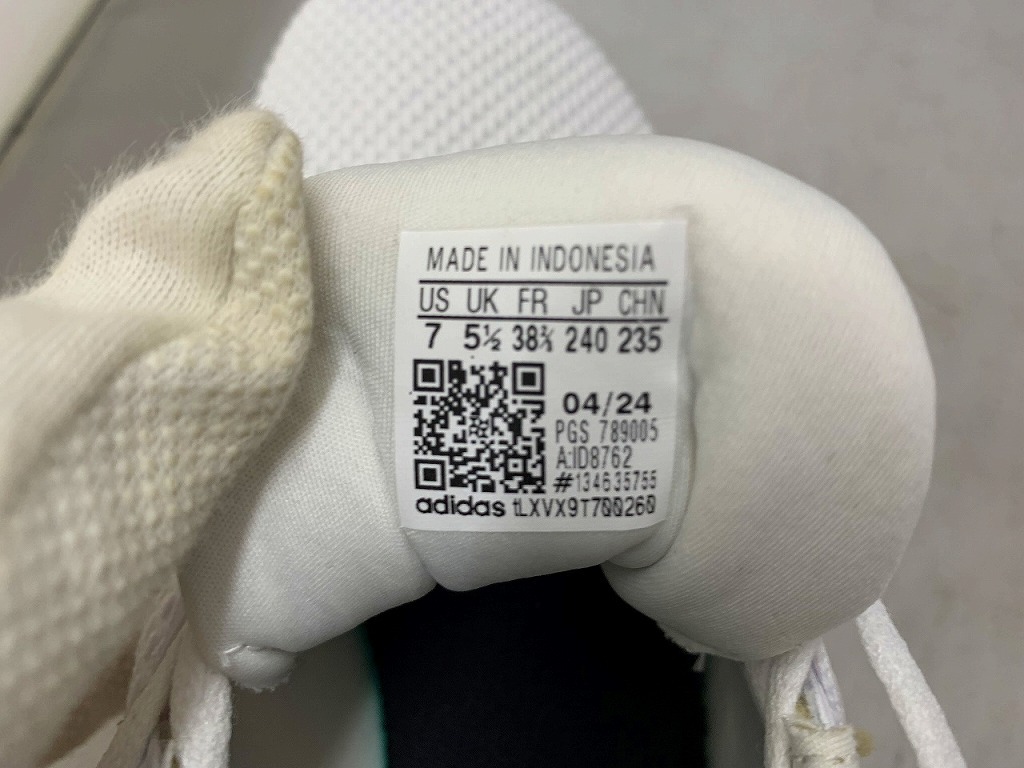 MADE IN INDONESIA
US UK FR JP CHN
7 5½ 38⅔ 240 235
04/24
PGS 789005
A:ID8762
#134635755
adidas tLXVX9T700260